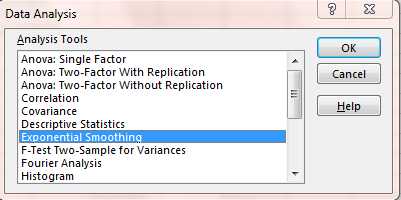 Data Analysis
Analysis Tools
Anova: Single Factor
Anova: Two-Factor With Replication
Anova: Two-Factor Without Replication
Correlation
Covariance
Descriptive Statistics
Exponential Smoothing
F-Test Two-Sample for Variances
Fourier Analysis
Histogram
OK
Cancel
Help